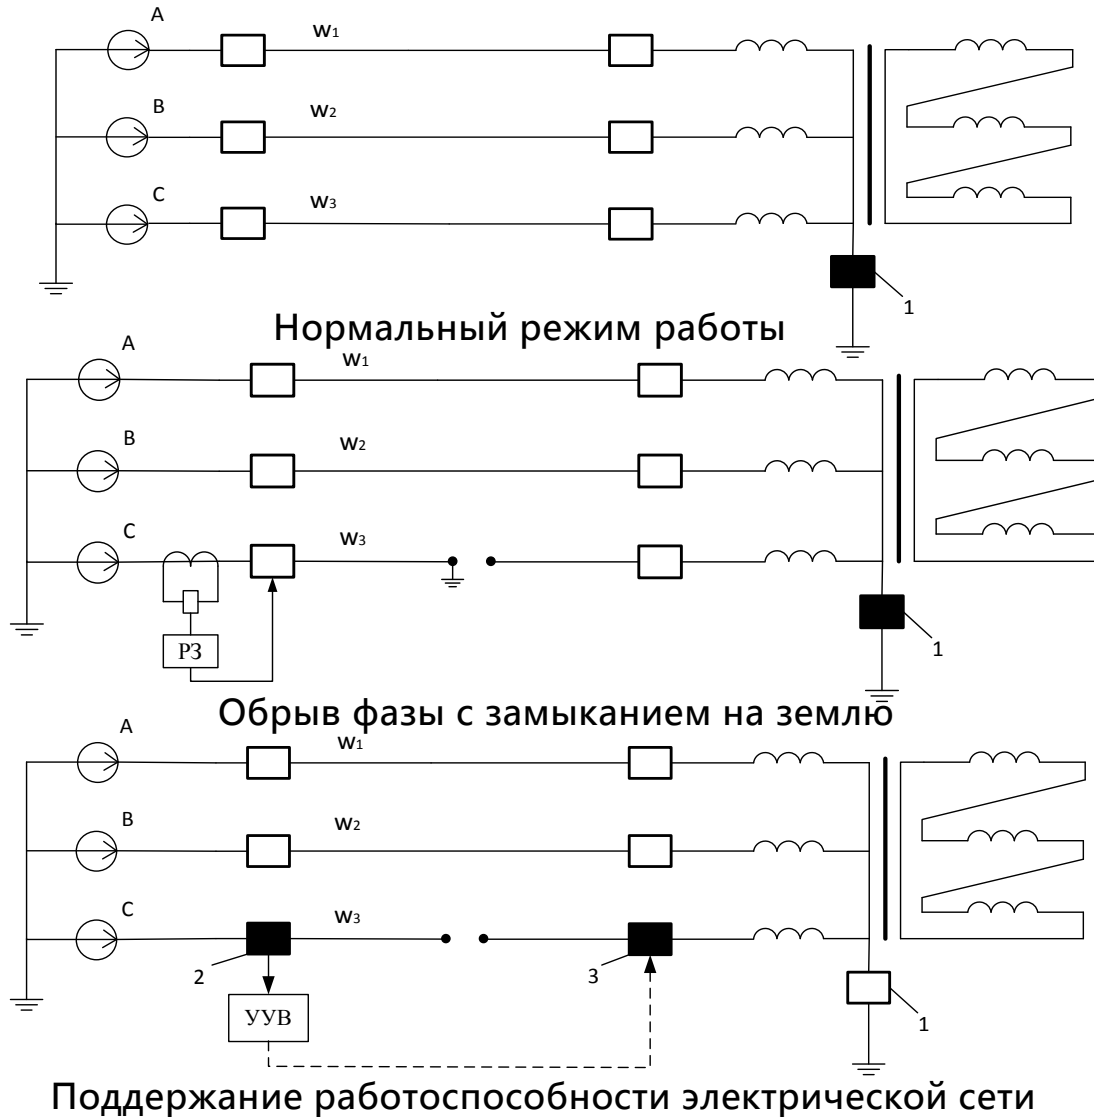 A
w1
B
w2
C
w3
1
Нормальный режим работы
A
w1
B
w2
C
w3
РЗ
1
Обрыв фазы с замыканием на землю
A
w1
B
w2
C
w3
2
3
УУВ
1
Поддержание работоспособности электрической сети